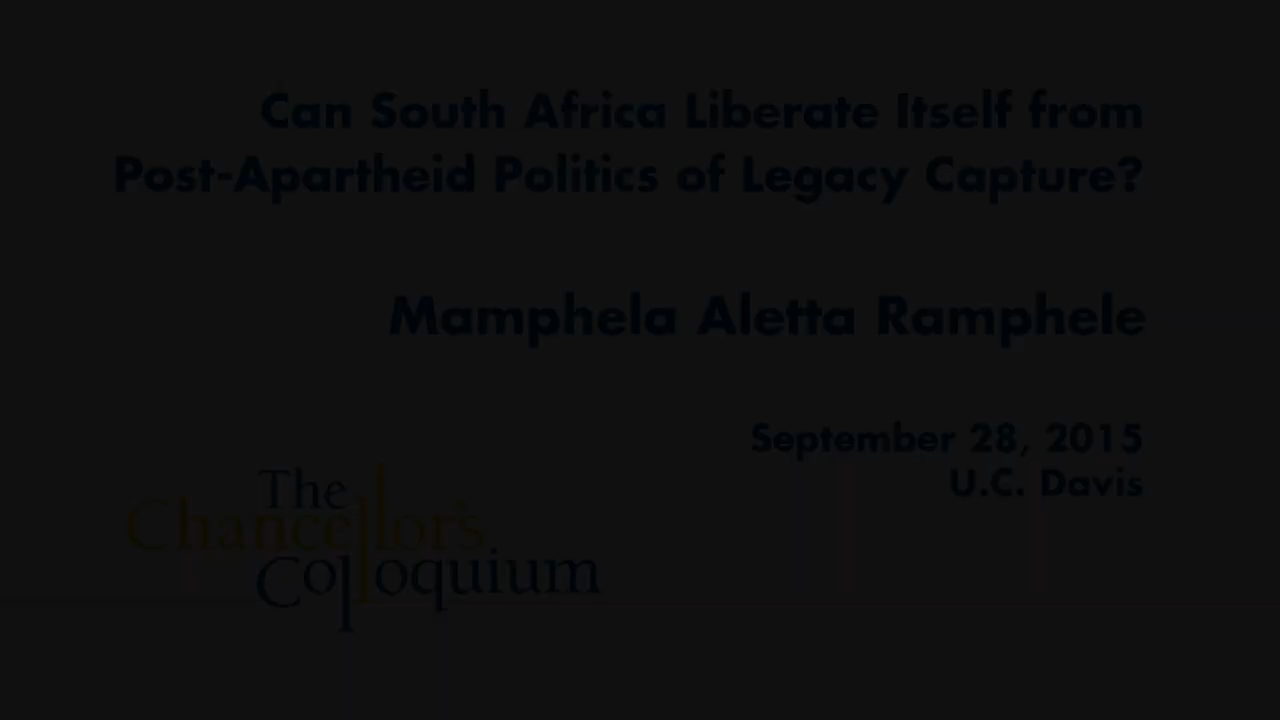 Can South Africa Liberate Itself from
Post-Apartheid Politics of Legacy Capture?
Mamphela Aletta Ramphele
September 28, 2015
U.C. Davis
The
Chancellor's
Colloquium